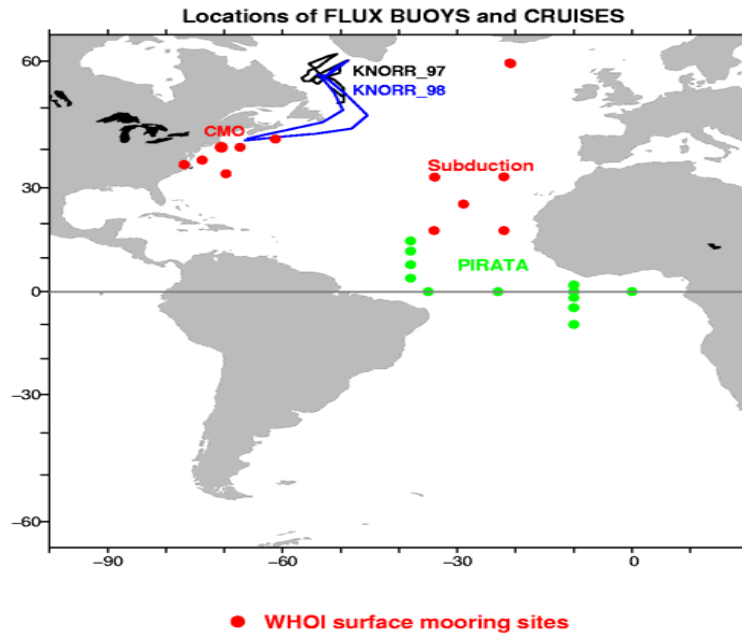 Locations of FLUX BUOYS and CRUISES
60
KNORR_97
KNORR_98
CMO
Subduction
30
PIRATA
0
−30
−60
−90
−60
−30
0
WHOI surface mooring sites